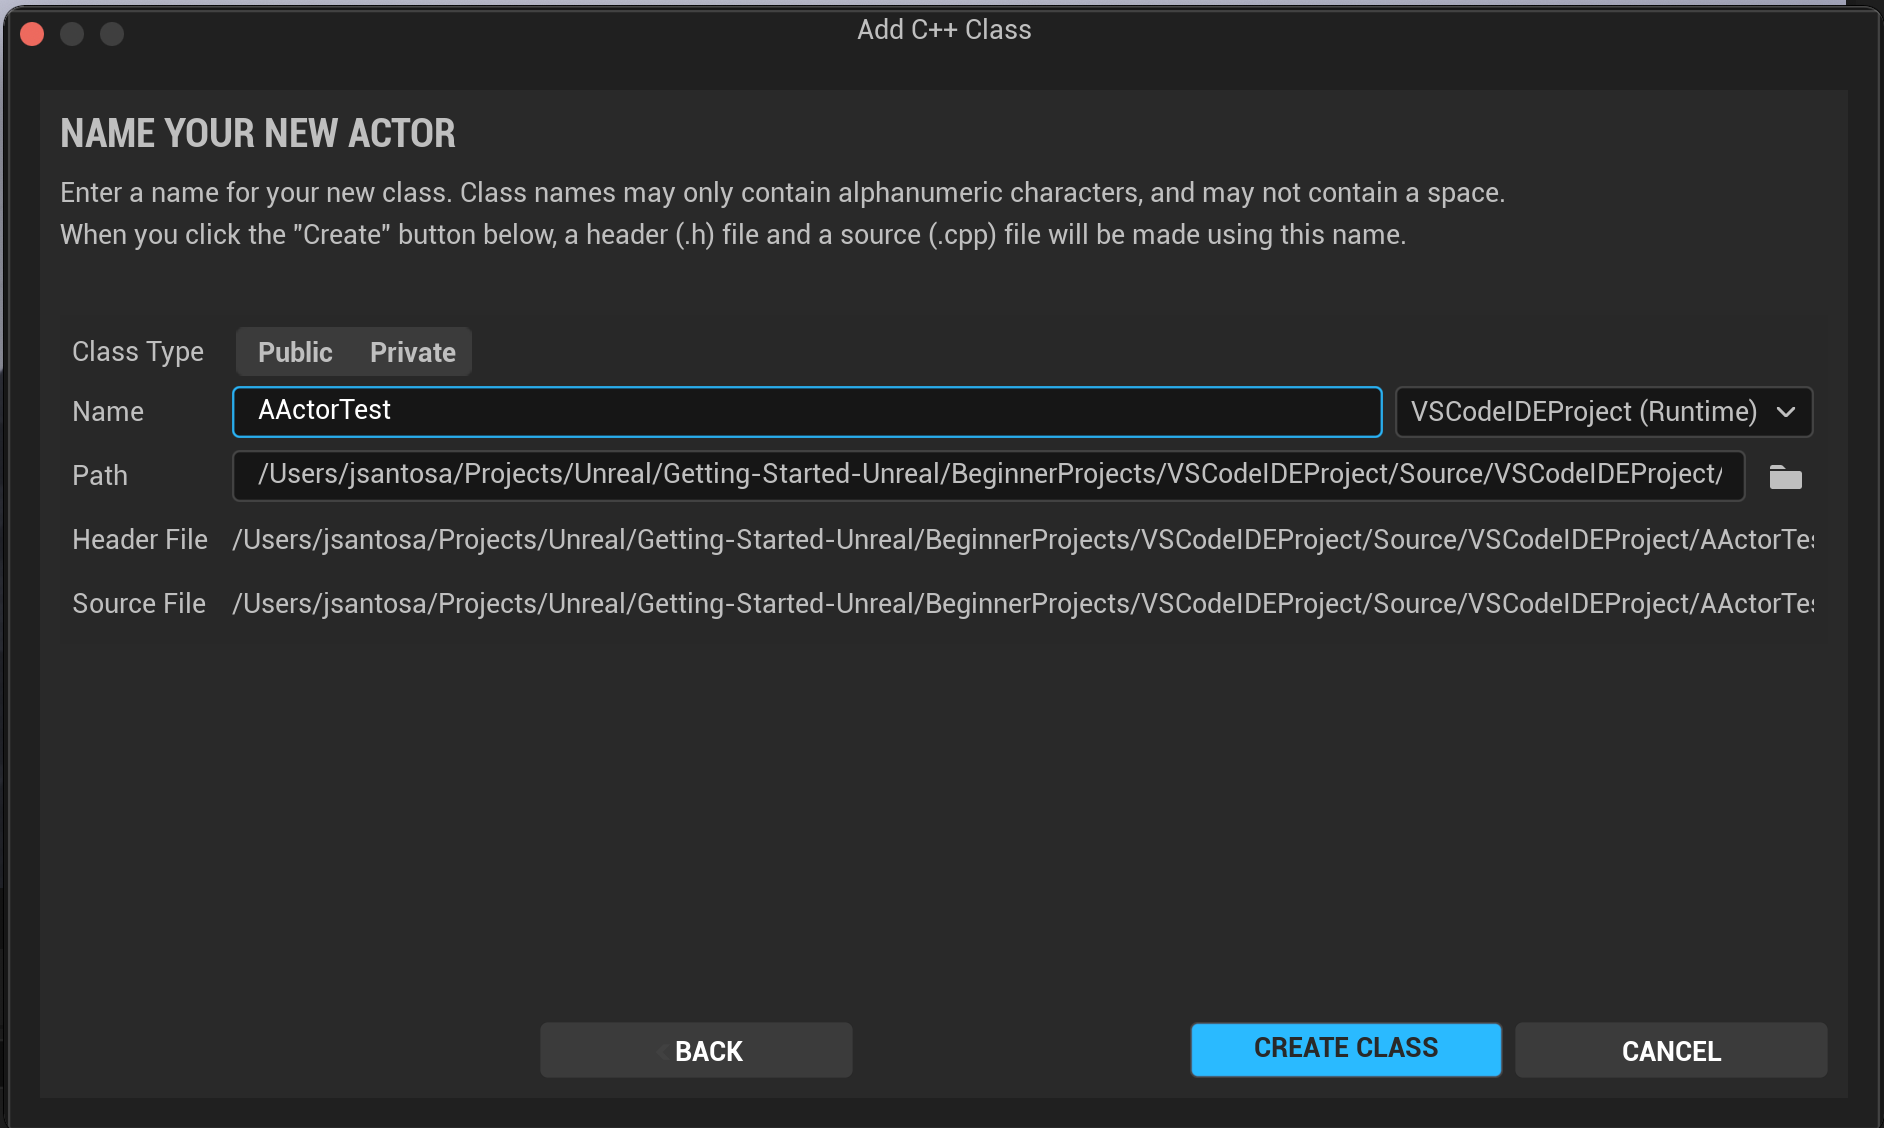 Add C++ Class
NAME YOUR NEW ACTOR
Enter a name for your new class. Class names may only contain alphanumeric characters, and may not contain a space.
When you click the "Create" button below, a header (.h) file and a source (.cpp) file will be made using this name.
Class Type Public Private
Name AActorTest VSCodeIDEProject (Runtime)
Path /Users/jsantosa/Projects/Unreal/Getting-Started-Unreal/BeginnerProjects/VSCodeIDEProject/Source/VSCodeIDEProject/
Header File /Users/jsantosa/Projects/Unreal/Getting-Started-Unreal/BeginnerProjects/VSCodeIDEProject/Source/VSCodeIDEProject/AActorTes
Source File /Users/jsantosa/Projects/Unreal/Getting-Started-Unreal/BeginnerProjects/VSCodeIDEProject/Source/VSCodeIDEProject/AActorTes
BACK CREATE CLASS CANCEL